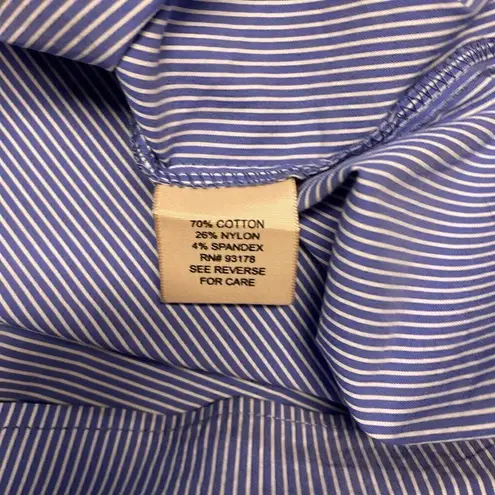 70% COTTON
26% NYLON
4% SPANDEX
RN# 93178
SEE REVERSE
FOR CARE